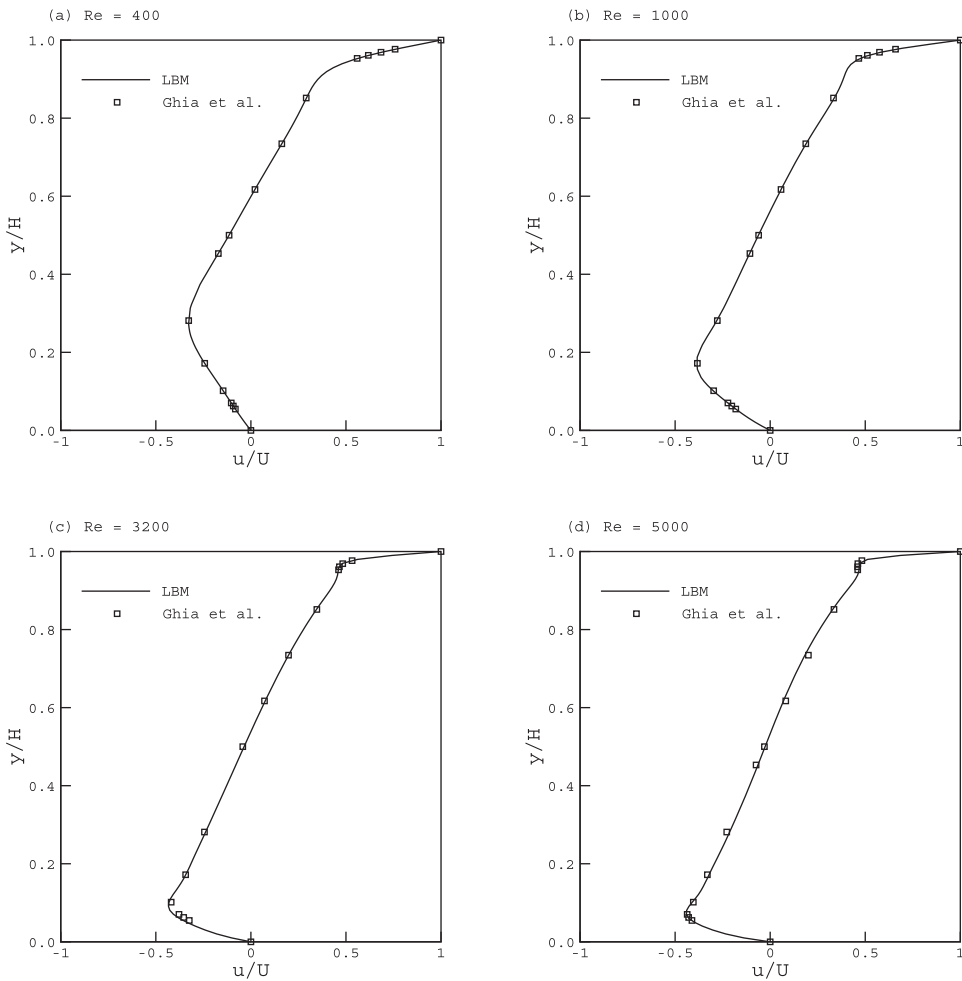 (a) Re = 400
1.0
0.8
0.6
0.4
0.2
0.0
y/H
LBM
Ghia et al.
-1
-0.5
0
0.5
1
u/U
(b) Re = 1000
1.0
0.8
0.6
0.4
0.2
0.0
y/H
LBM
Ghia et al.
-1
-0.5
0
0.5
1
u/U
(c) Re = 3200
1.0
0.8
0.6
0.4
0.2
0.0
y/H
LBM
Ghia et al.
-1
-0.5
0
0.5
1
u/U
(d) Re = 5000
1.0
0.8
0.6
0.4
0.2
0.0
y/H
LBM
Ghia et al.
-1
-0.5
0
0.5
1
u/U